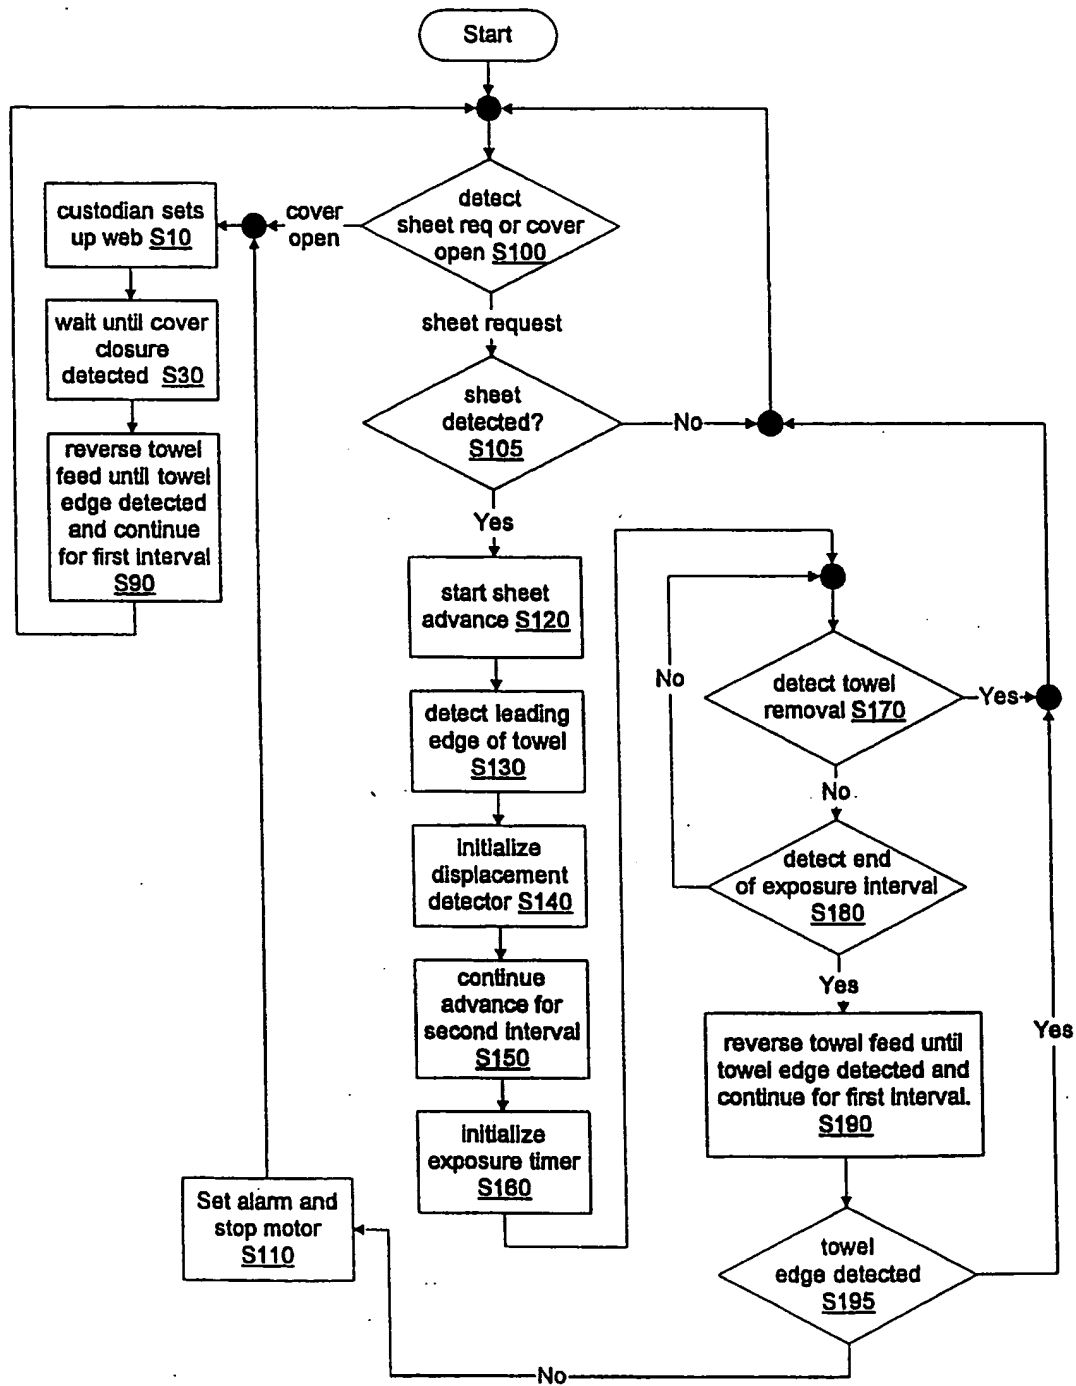 Start
detect
sheet req or cover
open S100
cover
open
custodian sets
up web S10
wait until cover
closure
detected S30
reverse towel
feed until towel
edge detected
and continue
for first interval
S90
sheet request
sheet
detected?
S105
No
Yes
start sheet
advance S120
detect leading
edge of towel
S130
initialize
displacement
detector S140
continue
advance for
second interval
S150
initialize
exposure timer
S160
No
detect towel
removal S170
Yes
No
detect end
of exposure interval
S180
Yes
reverse towel feed until
towel edge detected and
continue for first interval.
S190
Yes
towel
edge detected
S195
No
Set alarm and
stop motor
S110